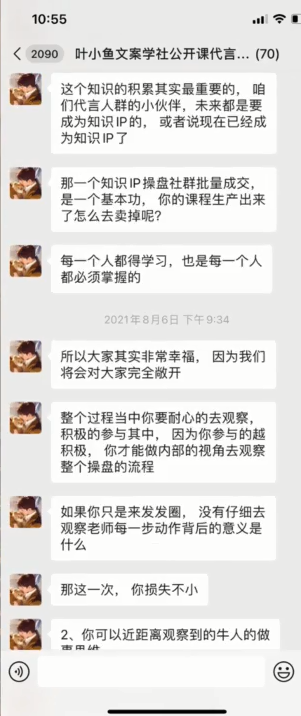 10:55
2090
叶小鱼文案学社公开课代言... (70)
这个知识的积累其实最重要的， 咱
们代言人群的小伙伴，未来都是要
成为知识IP的， 或者说现在已经成
为知识IP了
那一个知识IP操盘社群批量成交，
是一个基本功， 你的课程生产出来
了怎么去卖掉呢？
每一个人都得学习，也是每一个人
都必须掌握的
2021年8月6日 下午9:34
所以大家其实非常幸福， 因为我们
将会对大家完全敞开
整个过程当中你要耐心的去观察，
积极的参与其中， 因为你参与的越
积极， 你才能做内部的视角去观察
整个操盘的流程
如果你只是来发发圈， 没有仔细去
观察老师每一步动作背后的意义是
什么
那这一次， 你损失不小
2、你可以近距离观察到的牛人的做
事思维